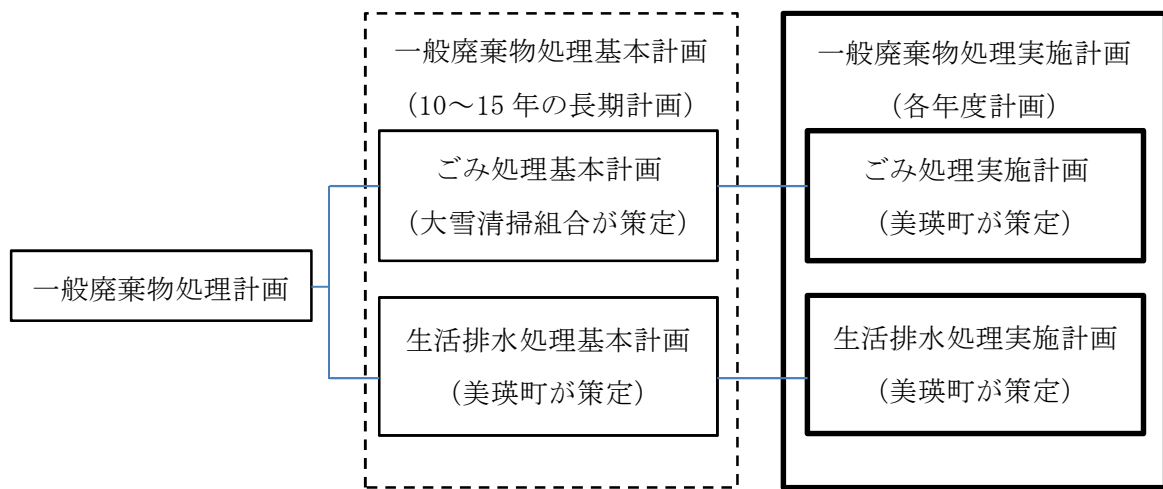 一般廃棄物処理計画
一般廃棄物処理基本計画
(10～15年の長期計画)
ごみ処理基本計画
(大雪清掃組合が策定)
生活排水処理基本計画
(美瑛町が策定)
一般廃棄物処理実施計画
(各年度計画)
ごみ処理実施計画
(美瑛町が策定)
生活排水処理実施計画
(美瑛町が策定)